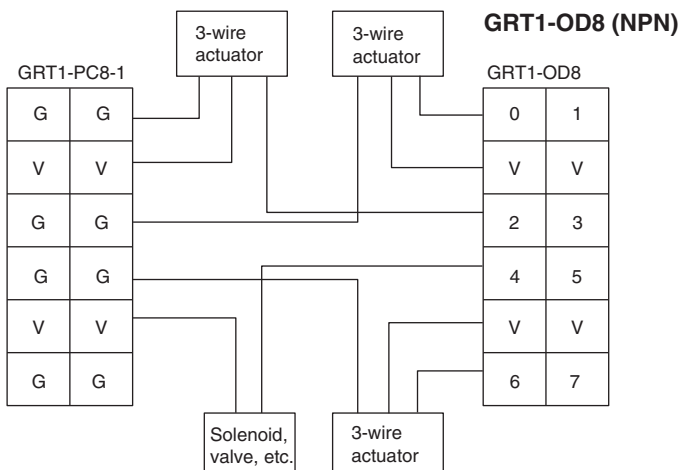 GRT1-OD8 (NPN)
3-wire
actuator
3-wire
actuator
GRT1-PC8-1
GRT1-OD8
G G
V V
G G
G G
V V
G G
0 1
V V
2 3
4 5
V V
6 7
Solenoid,
valve, etc.
3-wire
actuator